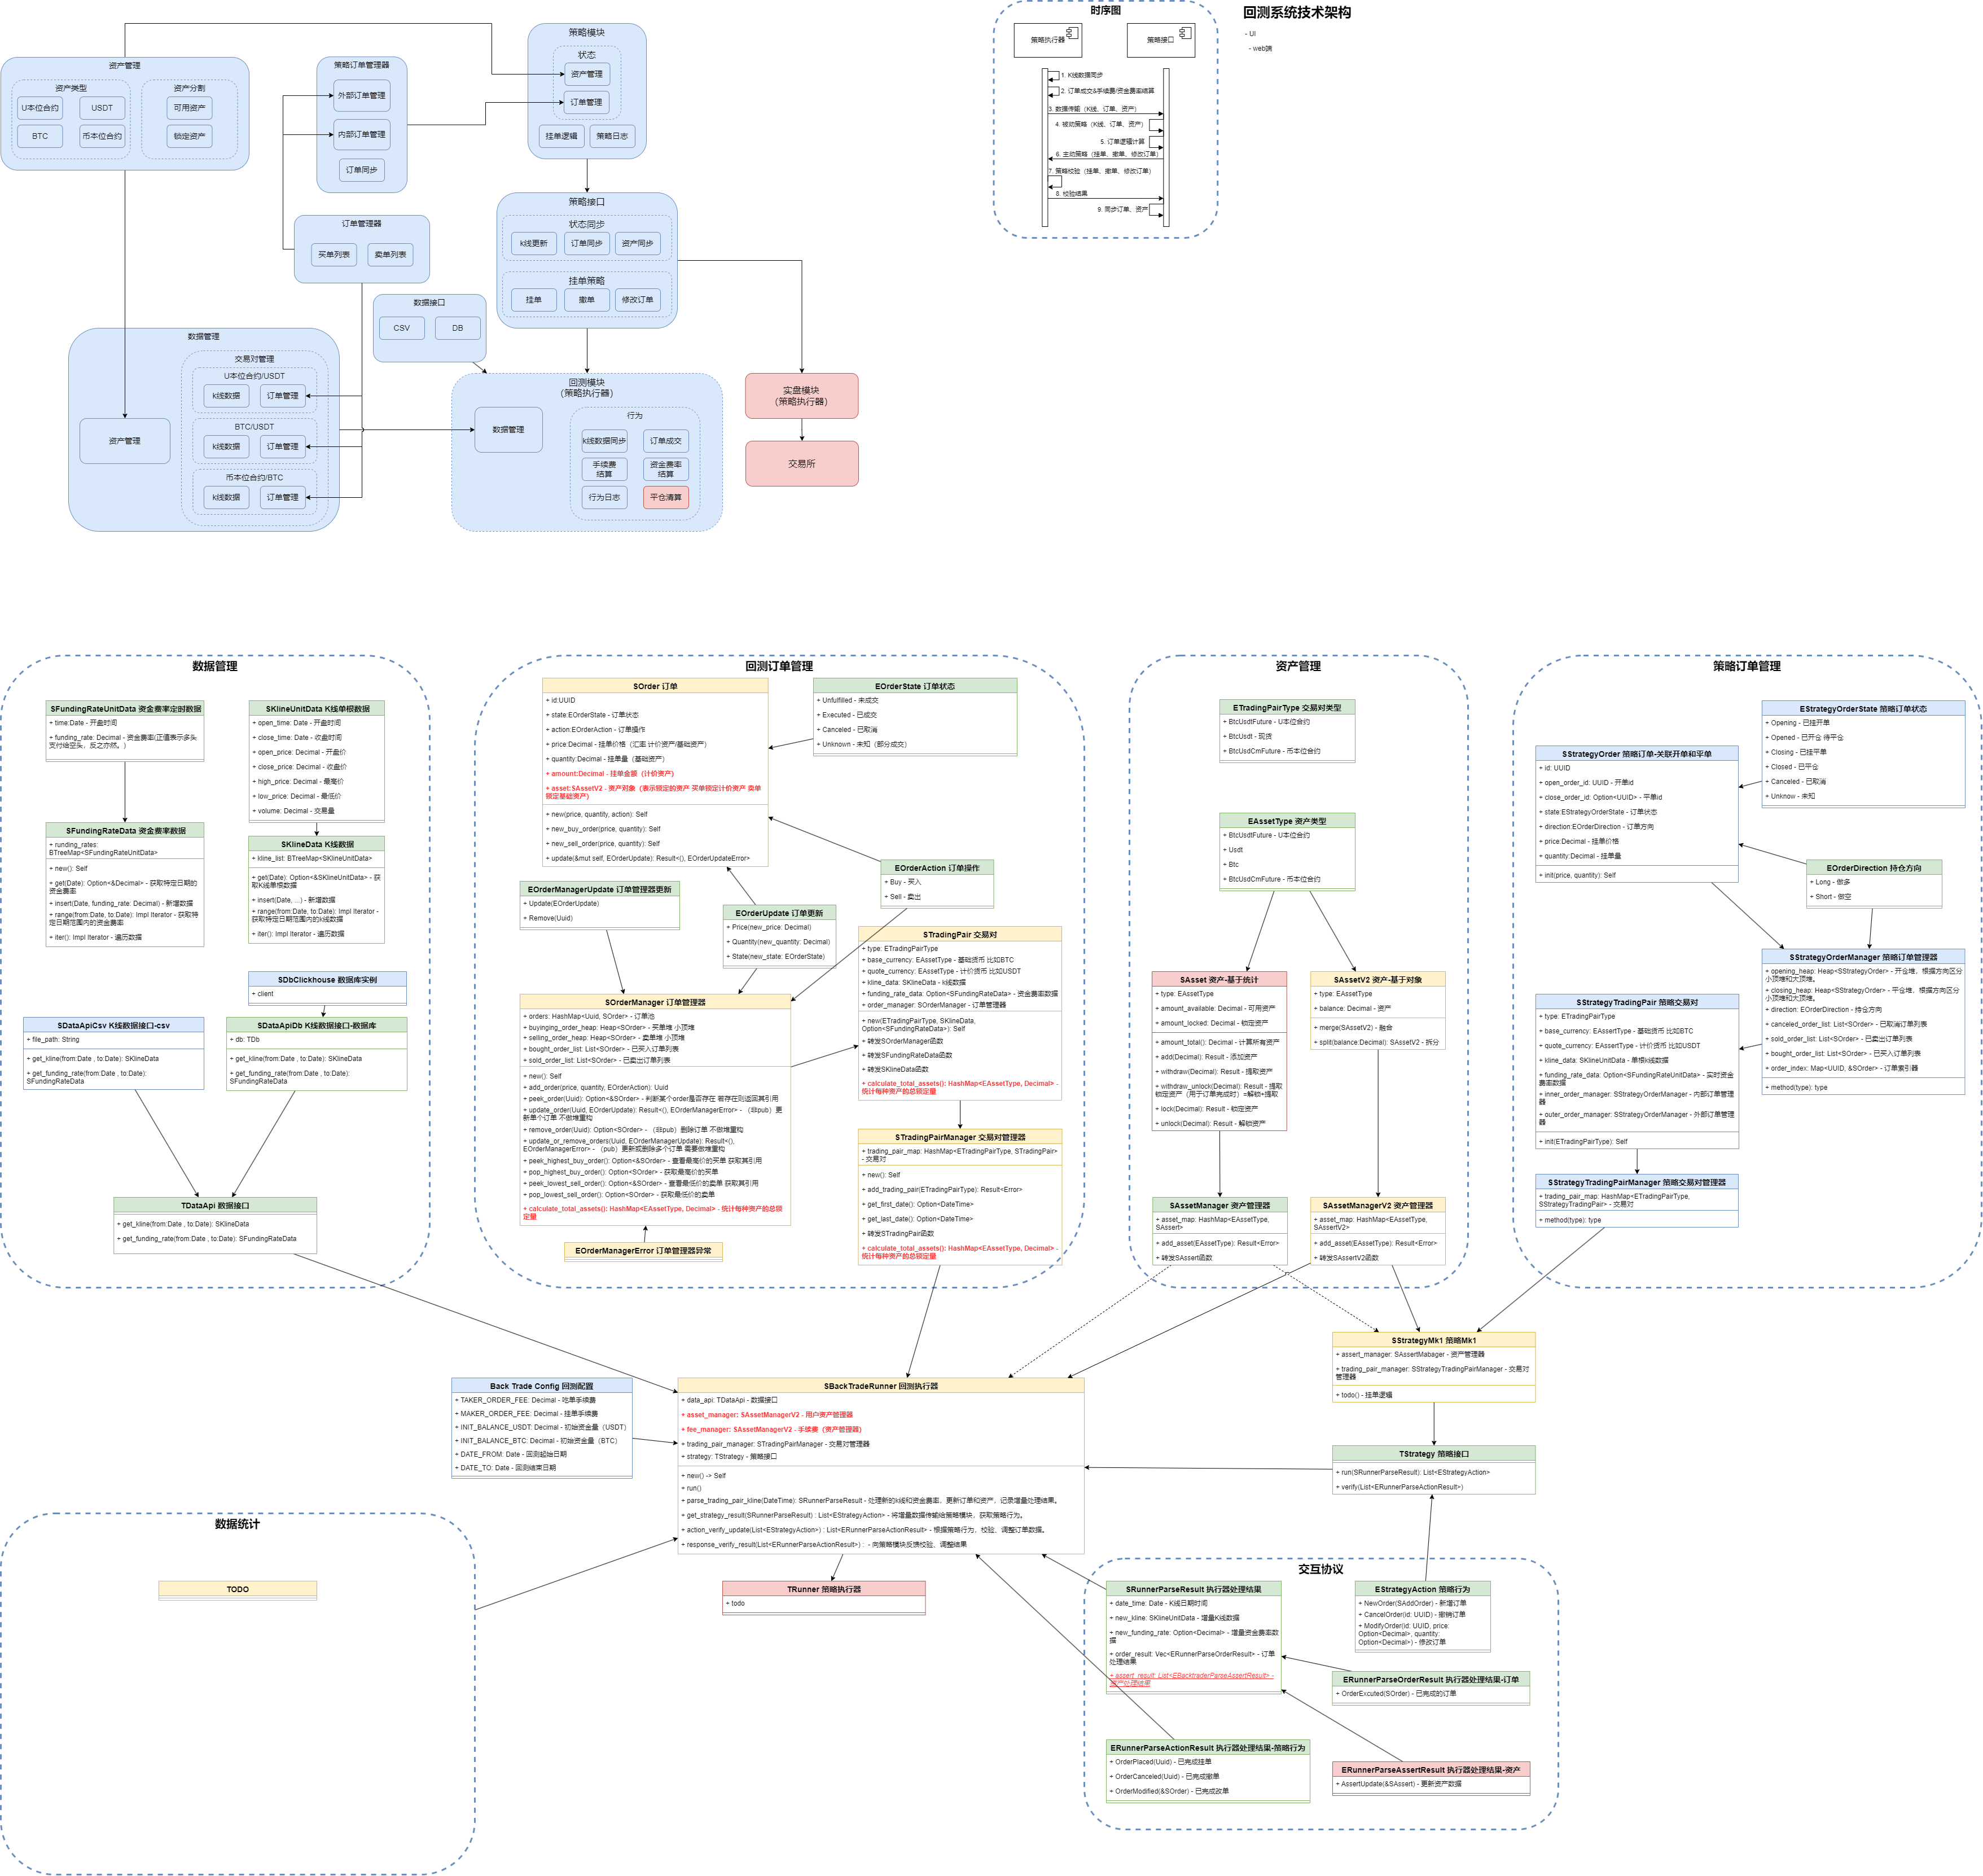 回测系统技术架构
- UI
- web端
时序图
策略执行器
策略接口
1. K线数据同步
2. 订单成交&手续费/资金费率结算
3. 数据传输（K线、订单、资产）
4. 被动策略（K线、订单、资产）
5. 订单逻辑计算
6. 主动策略（挂单、撤单、修改订单）
7. 策略校验（挂单、撤单、修改订单）
8. 校验结果
9. 同步订单、资产
资产管理
资产类型
U本位合约
USDT
BTC
币本位合约
资产分割
可用资产
锁定资产
策略订单管理器
外部订单管理
内部订单管理
订单同步
策略模块
状态
资产管理
订单管理
挂单逻辑
策略日志
订单管理器
买单列表
卖单列表
策略接口
状态同步
k线更新
订单同步
资产同步
挂单策略
挂单
撤单
修改订单
数据接口
CSV
DB
数据管理
资产管理
交易对管理
U本位合约/USDT
k线数据
订单管理
BTC/USDT
k线数据
订单管理
币本位合约/BTC
k线数据
订单管理
回测模块
（策略执行器）
数据管理
行为
k线数据同步
订单成交
手续费
结算
资金费率
结算
行为日志
平仓清算
实盘模块
（策略执行器）
交易所
数据管理
SFundingRateUnitData 资金费率定时数据
+ time:Date - 开盘时间
+ funding_rate: Decimal - 资金费率(正值表示多头
支付给空头，反之亦然。)
SKlineUnitData K线单根数据
+ open_time: Date - 开盘时间
+ close_time: Date - 收盘时间
+ open_price: Decimal - 开盘价
+ close_price: Decimal - 收盘价
+ high_price: Decimal - 最高价
+ low_price: Decimal - 最低价
+ volume: Decimal - 交易量
SFundingRateData 资金费率数据
+ runding_rates:
BTreeMap<SFundingRateUnitData>
+ new(): Self
+ get(Date): Option<&Decimal> - 获取特定日期的
资金费率
+ insert(Date, funding_rate: Decimal) - 新增数据
+ range(from:Date, to:Date): Impl Iterator - 获取特
定日期范围内的资金费率
+ iter(): Impl Iterator - 遍历数据
SKlineData K线数据
+ kline_list: BTreeMap<SKlineUnitData>
+ get(Date): Option<&SKlineUnitData> - 获
取K线单根数据
+ insert(Date, ...) - 新增数据
+ range(from:Date, to:Date): Impl Iterator -
获取特定日期范围内的k线数据
+ iter(): Impl Iterator - 遍历数据
SDbClickhouse 数据库实例
+ client
SDataApiCsv K线数据接口-csv
+ file_path: String
+ get_kline(from:Date , to:Date): SKlineData
+ get_funding_rate(from:Date , to:Date):
SFundingRateData
SDataApiDb K线数据接口-数据库
+ db: TDb
+ get_kline(from:Date , to:Date): SKlineData
+ get_funding_rate(from:Date , to:Date):
SFundingRateData
TDataApi 数据接口
+ get_kline(from:Date , to:Date): SKlineData
+ get_funding_rate(from:Date , to:Date): SFundingRateData
回测订单管理
SOrder 订单
+ id:UUID
+ state:EOrderState - 订单状态
+ action:EOrderAction - 订单操作
+ price:Decimal - 挂单价格（汇率 计价资产/基础资产）
+ quantity:Decimal - 挂单量（基础资产）
+ amount:Decimal - 挂单金额（计价资产）
+ asset:SAssetV2 - 资产对象（表示锁定的资产 买单锁定计价资产 卖单
锁定基础资产）
+ new(price, quantity, action): Self
+ new_buy_order(price, quantity): Self
+ new_sell_order(price, quantity): Self
+ update(&mut self, EOrderUpdate): Result<(), EOrderUpdateError>
EOrderState 订单状态
+ Unfulfilled - 未成交
+ Executed - 已成交
+ Canceled - 已取消
+ Unknown - 未知（部分成交）
EOrderAction 订单操作
+ Buy - 买入
+ Sell - 卖出
EOrderManagerUpdate 订单管理器更新
+ Update(EOrderUpdate)
+ Remove(Uuid)
EOrderUpdate 订单更新
+ Price(new_price: Decimal)
+ Quantity(new_quantity: Decimal)
+ State(new_state: EOrderState)
SOrderManager 订单管理器
+ orders: HashMap<Uuid, SOrder> - 订单池
+ buyinging_order_heap: Heap<SOrder> - 买单堆 小顶堆
+ selling_order_heap: Heap<SOrder> - 卖单堆 小顶堆
+ bought_order_list: List<SOrder> - 已买入订单列表
+ sold_order_list: List<SOrder> - 已卖出订单列表
+ new(): Self
+ add_order(price, quantity, EOrderAction): Uuid
+ peek_order(Uuid): Option<&SOrder> - 判断某个order是否存在 若存在则返回其引用
+ update_order(Uuid, EOrderUpdate): Result<(), EOrderManagerError> - （非pub）更
新单个订单 不做堆重构
+ remove_order(Uuid): Option<SOrder> - （非pub）删除订单 不做堆重构
+ update_or_remove_orders(Uuid, EOrderManagerUpdate): Result<(),
EOrderManagerError> - （pub）更新或删除多个订单 需要做堆重构
+ peek_highest_buy_order(): Option<&SOrder> - 查看最高价的买单 获取其引用
+ pop_highest_buy_order(): Option<SOrder> - 获取最高价的买单
+ peek_lowest_sell_order(): Option<&SOrder> - 查看最低价的卖单 获取其引用
+ pop_lowest_sell_order(): Option<SOrder> - 获取最低价的卖单
+ calculate_total_assets(): HashMap<EAssetType, Decimal> - 统计每种资产的总锁
定量
EOrderManagerError 订单管理器异常
STradingPair 交易对
+ type: ETradingPairType
+ base_currency: EAssetType - 基础货币 比如BTC
+ quote_currency: EAssetType - 计价货币 比如USDT
+ kline_data: SKlineData - k线数据
+ funding_rate_data: Option<SFundingRateData> - 资金费率数据
+ order_manager: SOrderManager - 订单管理器
+ new(ETradingPairType, SKlineData,
Option<SFundingRateData>): Self
+ 转发SOrderManager函数
+ 转发SFundingRateData函数
+ 转发SKlineData函数
+ calculate_total_assets(): HashMap<EAssetType, Decimal> -
统计每种资产的总锁定量
STradingPairManager 交易对管理器
+ trading_pair_map: HashMap<ETradingPairType, STradingPair>
- 交易对
+ new(): Self
+ add_trading_pair(ETradingPairType): Result<Error>
+ get_first_date(): Option<DateTime>
+ get_last_date(): Option<DateTime>
+ 转发STradingPair函数
+ calculate_total_assets(): HashMap<EAssetType, Decimal> -
统计每种资产的总锁定量
资产管理
ETradingPairType 交易对类型
+ BtcUsdtFuture - U本位合约
+ BtcUsdt - 现货
+ BtcUsdCmFuture - 币本位合约
EAssetType 资产类型
+ BtcUsdtFuture - U本位合约
+ Usdt
+ Btc
+ BtcUsdCmFuture - 币本位合约
SAsset 资产-基于统计
+ type: EAssetType
+ amount_available: Decimal - 可用资产
+ amount_locked: Decimal - 锁定资产
+ amount_total(): Decimal - 计算所有资产
+ add(Decimal): Result - 添加资产
+ withdraw(Decimal): Result - 提取资产
+ withdraw_unlock(Decimal): Result - 提取
锁定资产（用于订单完成时）=解锁+提取
+ lock(Decimal): Result - 锁定资产
+ unlock(Decimal): Result - 解锁资产
SAssetV2 资产-基于对象
+ type: EAssetType
+ balance: Decimal - 资产
+ merge(SAssetV2) - 融合
+ split(balance:Decimal): SAssetV2 - 拆分
SAssetManager 资产管理器
+ asset_map: HashMap<EAssetType,
SAssert>
+ add_asset(EAssetType): Result<Error>
+ 转发SAssert函数
SAssetManagerV2 资产管理器
+ asset_map: HashMap<EAssetType,
SAssertV2>
+ add_asset(EAssetType): Result<Error>
+ 转发SAssertV2函数
策略订单管理
EStrategyOrderState 策略订单状态
+ Opening - 已挂开单
+ Opened - 已开仓 待平仓
+ Closing - 已挂平单
+ Closed - 已平仓
+ Canceled - 已取消
+ Unknow - 未知
SStrategyOrder 策略订单-关联开单和平单
+ id: UUID
+ open_order_id: UUID - 开单id
+ close_order_id: Option<UUID> - 平单id
+ state:EStrategyOrderState - 订单状态
+ direction:EOrderDirection - 订单方向
+ price:Decimal - 挂单价格
+ quantity:Decimal - 挂单量
+ init(price, quantity): Self
EOrderDirection 持仓方向
+ Long - 做多
+ Short - 做空
SStrategyOrderManager 策略订单管理器
+ opening_heap: Heap<SStrategyOrder> - 开仓堆，根据方向区分
小顶堆和大顶堆。
+ closing_heap: Heap<SStrategyOrder> - 平仓堆，根据方向区分
小顶堆和大顶堆。
+ direction: EOrderDirection - 持仓方向
+ canceled_order_list: List<SOrder> - 已取消订单列表
+ sold_order_list: List<SOrder> - 已卖出订单列表
+ bought_order_list: List<SOrder> - 已买入订单列表
+ order_index: Map<UUID, &SOrder> - 订单索引器
+ method(type): type
SStrategyTradingPair 策略交易对
+ type: ETradingPairType
+ base_currency: EAssertType - 基础货币 比如BTC
+ quote_currency: EAssertType - 计价货币 比如USDT
+ kline_data: SKlineUnitData - 单根k线数据
+ funding_rate_data: Option<SFundingRateUnitData> - 实时资金
费率数据
+ inner_order_manager: SStrategyOrderManager - 内部订单管理
器
+ outer_order_manager: SStrategyOrderManager - 外部订单管理
器
+ init(ETradingPairType): Self
SStrategyTradingPairManager 策略交易对管理器
+ trading_pair_map: HashMap<ETradingPairType,
SStrategyTradingPair> - 交易对
+ method(type): type
SStrategyMk1 策略Mk1
+ assert_manager: SAssertMabager - 资产管理器
+ trading_pair_manager: SStrategyTradingPairManager - 交易对
管理器
+ todo() - 挂单逻辑
TStrategy 策略接口
+ run(SRunnerParseResult): List<EStrategyAction>
+ verify(List<ERunnerParseActionResult>)
Back Trade Config 回测配置
+ TAKER_ORDER_FEE: Decimal - 吃单手续费
+ MAKER_ORDER_FEE: Decimal - 挂单手续费
+ INIT_BALANCE_USDT: Decimal - 初始资金量（USDT）
+ INIT_BALANCE_BTC: Decimal - 初始资金量（BTC）
+ DATE_FROM: Date - 回测起始日期
+ DATE_TO: Date - 回测结束日期
SBackTradeRunner 回测执行器
+ data_api: TDataApi - 数据接口
+ asset_manager: SAssetManagerV2 - 用户资产管理器
+ fee_manager: SAssetManagerV2 - 手续费（资产管理器）
+ trading_pair_manager: STradingPairManager - 交易对管理器
+ strategy: TStrategy - 策略接口
+ new() -> Self
+ run()
+ parse_trading_pair_kline(DateTime): SRunnerParseResult - 处理新的k线和资金费率，更新订单和资产，记录增量处理结果。
+ get_strategy_result(SRunnerParseResult) : List<EStrategyAction> - 将增量数据传输给策略模块，获取策略行为。
+ action_verify_update(List<EStrategyAction>) : List<ERunnerParseActionResult> - 根据策略行为，校验、调整订单数据。
+ response_verify_result(List<ERunnerParseActionResult>) :  - 向策略模块反馈校验、调整结果
TRunner 策略执行器
+ todo
数据统计
TODO
交互协议
SRunnerParseResult 执行器处理结果
+ date_time: Date - K线日期时间
+ new_kline: SKlineUnitData - 增量K线数据
+ new_funding_rate: Option<Decimal> - 增量资金费率数
据
+ order_result: Vec<ERunnerParseOrderResult> - 订单
处理结果
+ assert_result: List<EBacktraderParseAssertResult> -
资产处理结果
EStrategyAction 策略行为
+ NewOrder(SAddOrder) - 新增订单
+ CancelOrder(id: UUID) - 撤销订单
+ ModifyOrder(id: UUID, price:
Option<Decimal>, quantity:
Option<Decimal>) - 修改订单
ERunnerParseOrderResult 执行器处理结果-订单
+ OrderExcuted(SOrder) - 已完成的订单
ERunnerParseActionResult 执行器处理结果-策略行为
+ OrderPlaced(Uuid) - 已完成挂单
+ OrderCanceled(Uuid) - 已完成撤单
+ OrderModified(&SOrder) - 已完成改单
ERunnerParseAssertResult 执行器处理结果-资产
+ AssertUpdate(&SAssert) - 更新资产数据